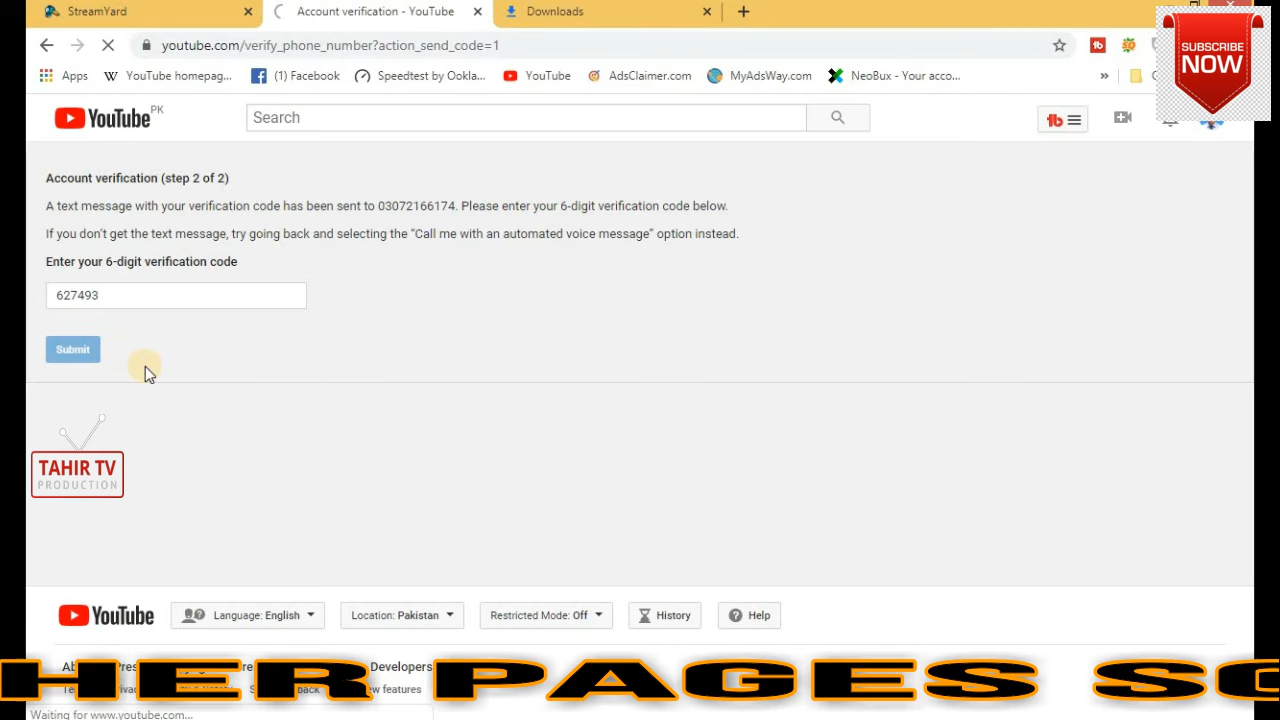 StreamYard
Account verification - YouTube
Downloads
youtube.com/verify_phone_number?action_send_code=1
Apps
YouTube homepag...
(1) Facebook
Speedtest by Ookla...
YouTube
AdsClaimer.com
MyAdsWay.com
NeoBux - Your acco...
»
SUBSCRIBE
NOW
YouTube PK
Search
Account verification (step 2 of 2)
A text message with your verification code has been sent to 03072166174. Please enter your 6-digit verification code below.
If you don't get the text message, try going back and selecting the “Call me with an automated voice message” option instead.
Enter your 6-digit verification code
627493
Submit
TAHIR TV
PRODUCTION
YouTube
Language: English
Location: Pakistan
Restricted Mode: Off
History
Help
Developers
HER PAGES SO
Waiting for www.youtube.com...